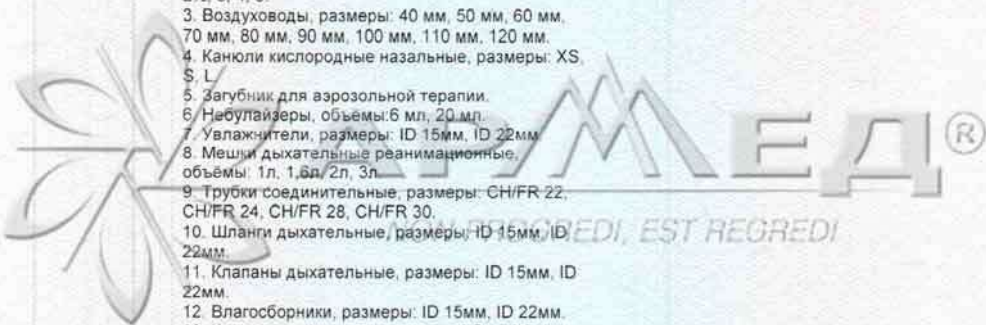 3. Воздуховоды, размеры: 40 мм, 50 мм, 60 мм,
70 мм, 80 мм, 90 мм, 100 мм, 110 мм, 120 мм.
4. Канюли кислородные назальные, размеры: XS,
S, L.
5. Загубник для аэрозольной терапии.
6. Небулайзеры, объемы:6 мл, 20 мл.
7. Увлажнители, размеры: ID 15мм, ID 22мм
8. Мешки дыхательные реанимационные,
объёмы: 1л, 1,6л, 2л, 3л.
9. Трубки соединительные, размеры: CH/FR 22,
CH/FR 24, CH/FR 28, CH/FR 30.
10. Шланги дыхательные, размеры: ID 15мм, ID
22мм.
11. Клапаны дыхательные, размеры: ID 15мм, ID
22мм.
12. Влагосборники, размеры: ID 15мм, ID 22мм.
АРМЕД®
NON PROGREDI, EST REGREDI